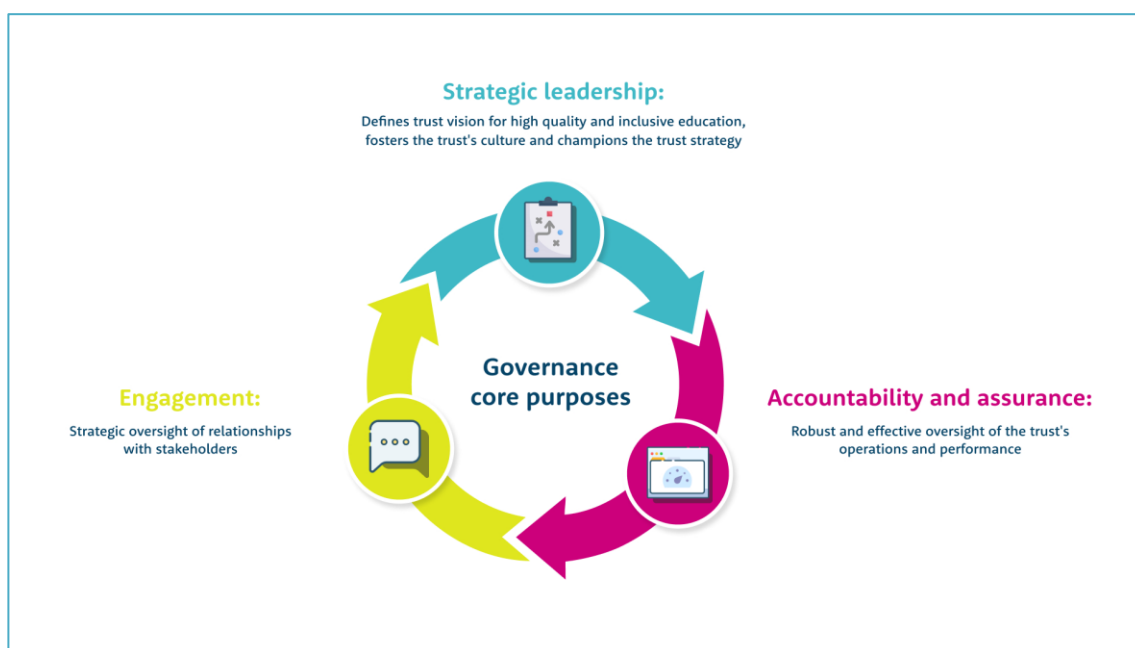 Strategic leadership:
Defines trust vision for high quality and inclusive education,
fosters the trust's culture and champions the trust strategy
Governance
core purposes
Engagement:
Strategic oversight of relationships
with stakeholders
Accountability and assurance:
Robust and effective oversight of the trust's
operations and performance